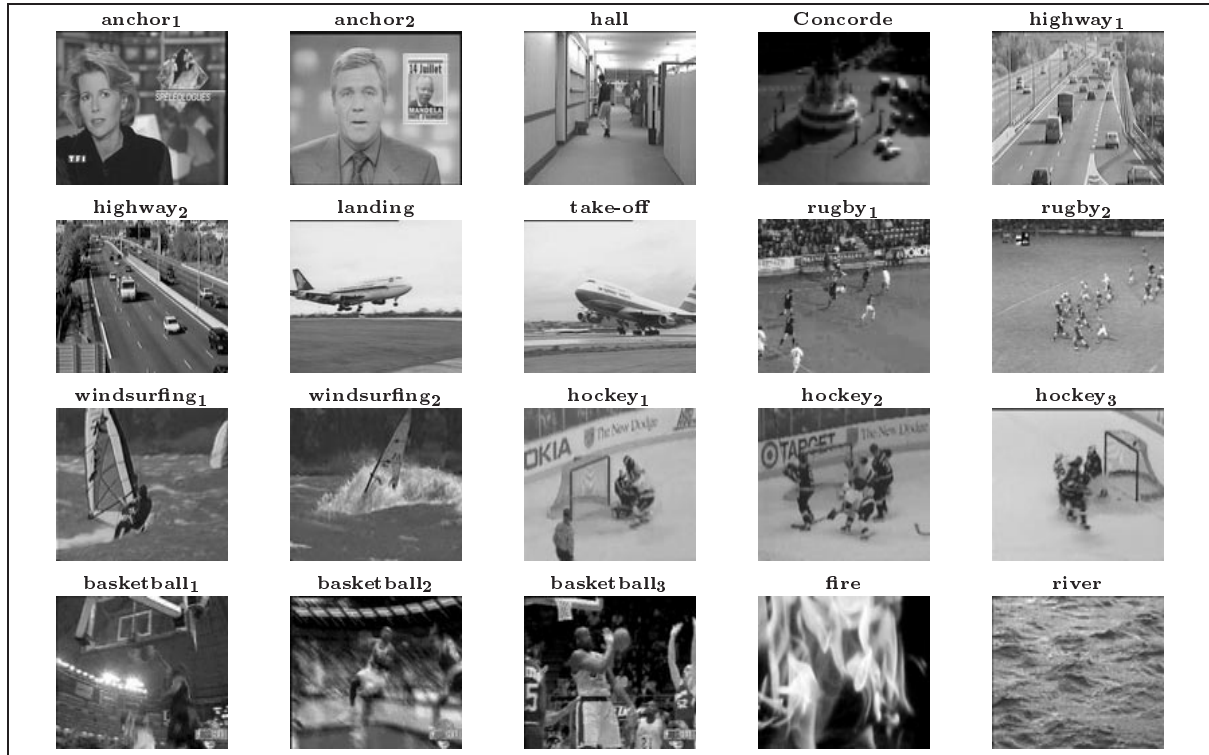 anchor1 anchor2 hall Concorde highway1
SPELEOLOGUES
TF1
14 Juillet
MANDELA
highway2 landing take-off rugby1 rugby2
windsurfing1 windsurfing2 hockey1 hockey2 hockey3
OKIA The New Dodge
TARGET The New Dodge
basketball1 basketball2 basketball3 fire river